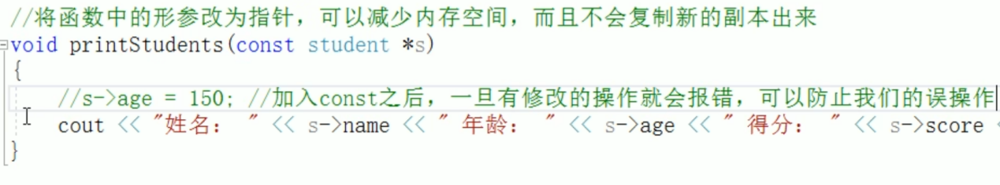 //将函数中的形参改为指针，可以减少内存空间，而且不会复制新的副本出来
void printStudents(const student *s)
{
//s->age = 150; //加入const之后，一旦有修改的操作就会报错，可以防止我们的误操作
cout << "姓名： " << s->name << " 年龄： " << s->age << " 得分： " << s->score <
}